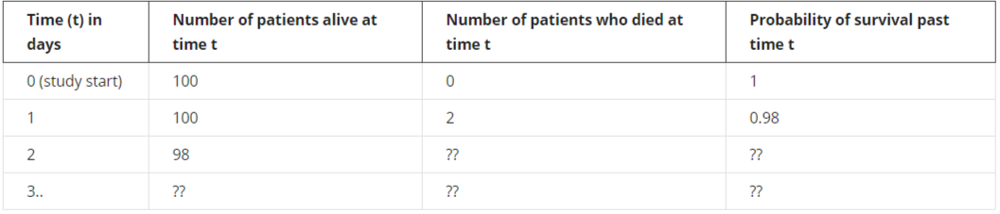 Time (t) in days
Number of patients alive at time t
Number of patients who died at time t
Probability of survival past time t
0 (study start) 100 0 1
1 100 2 0.98
2 98 ?? ??
3.. ?? ?? ??